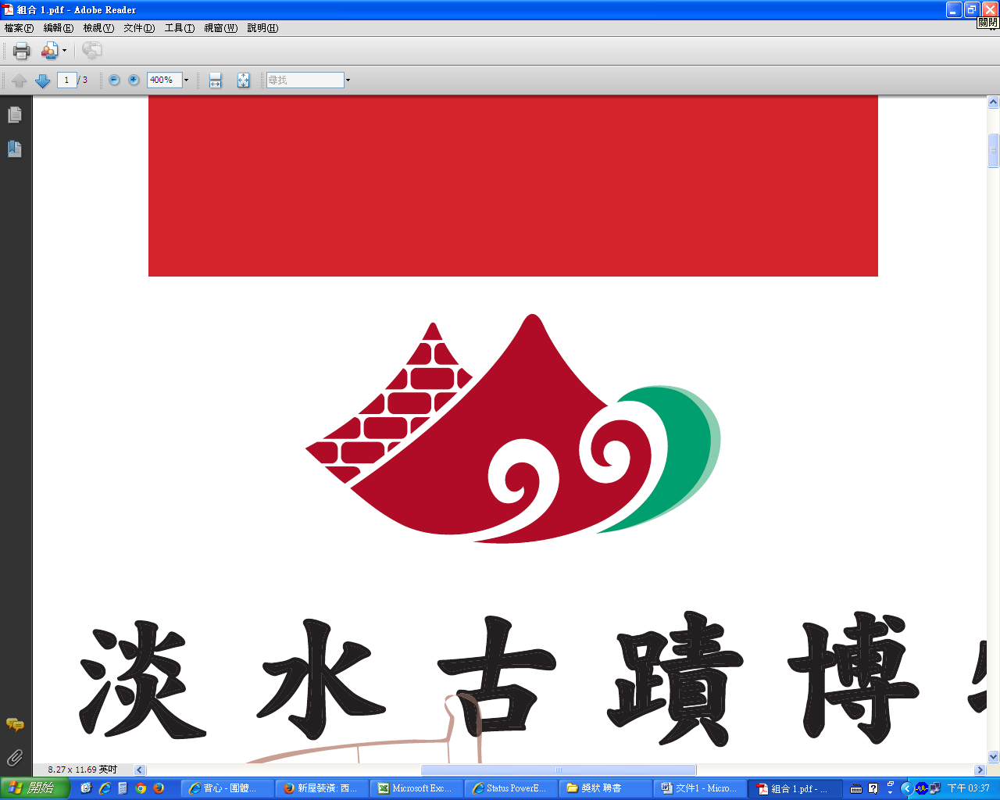 組合 1.pdf - Adobe Reader
關閉
檔案(F) 編輯(E) 檢視(V) 文件(D) 工具(T) 視窗(W) 說明(H)
1 / 3 400% 尋找
淡水古蹟博
8.27 x 11.69 英吋
開始 背心 - 團體... 新屋裝潢: 西... Microsoft Exc... Status PowerE... 獎狀 聘書 文件1 - Micro... 組合 1.pdf - ... 下午 03:37